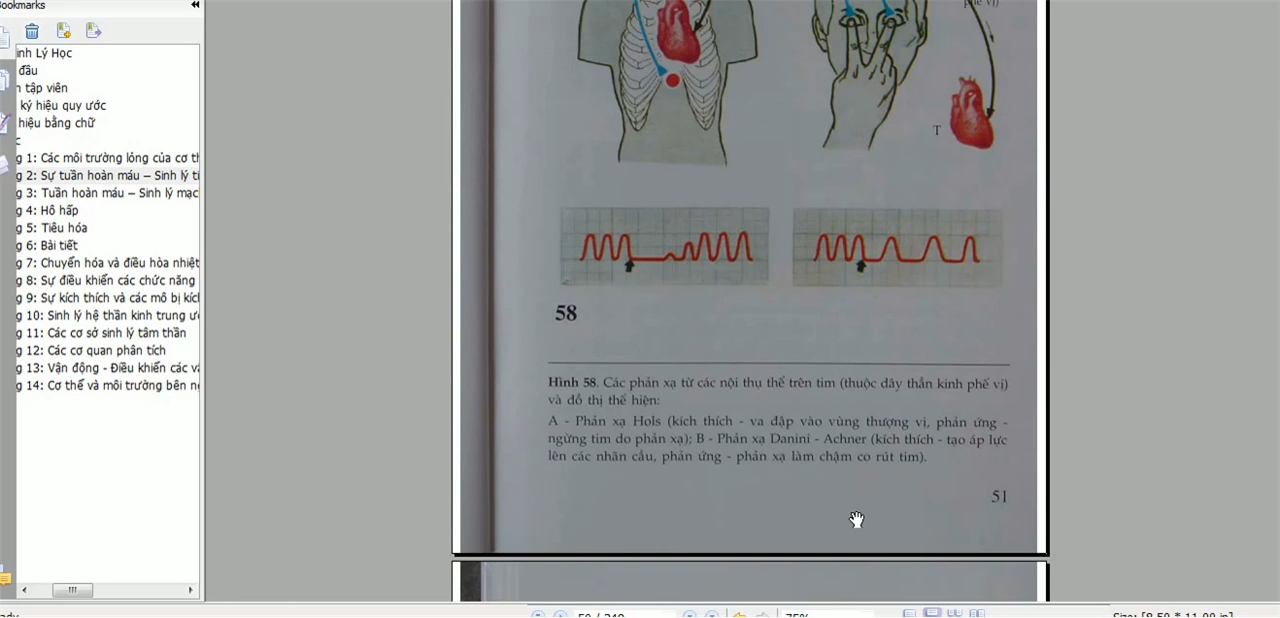 Bookmarks
inh Lý Học
đầu
n tập viên
ký hiệu quy ước
hiệu bằng chữ
c
g 1: Các môi trường lỏng của cơ th
g 2: Sự tuần hoàn máu – Sinh lý ti
g 3: Tuần hoàn máu – Sinh lý mạc
g 4: Hô hấp
g 5: Tiêu hóa
g 6: Bài tiết
g 7: Chuyển hóa và điều hòa nhiệt
g 8: Sự điều khiển các chức năng
g 9: Sự kích thích và các mô bị kíc
g 10: Sinh lý hệ thần kinh trung ư
g 11: Các cơ sở sinh lý tâm thần
g 12: Các cơ quan phân tích
g 13: Vận động - Điều khiển các v
g 14: Cơ thể và môi trường bên n
phế vị)
T
58
Hình 58. Các phản xạ từ các nội thụ thể trên tim (thuộc dây thần kinh phế vị)
và đồ thị thể hiện:
A - Phản xạ Hols (kích thích - va đập vào vùng thượng vị, phản ứng -
ngừng tim do phản xạ); B - Phản xạ Danini - Achner (kích thích - tạo áp lực
lên các nhãn cầu, phản ứng - phản xạ làm chậm co rút tim).
51
75%